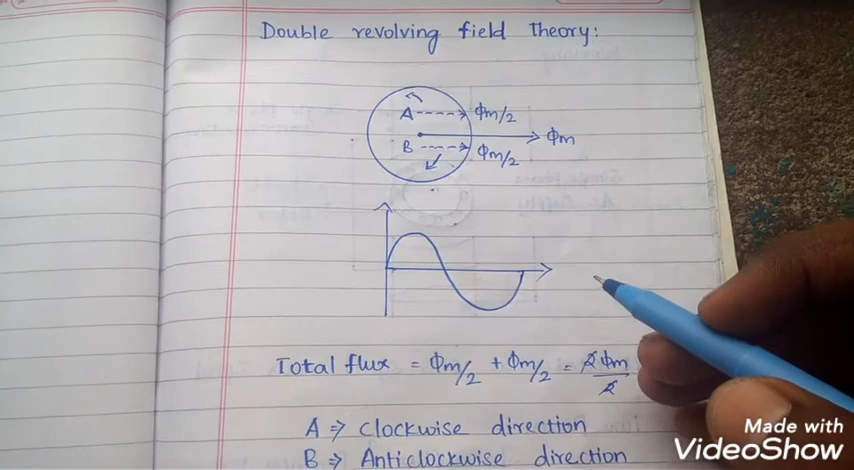 Double revolving field theory:
A Φm/2
Φm
B Φm/2
Total flux = Φm/2 + Φm/2 = 2Φm/2
A ⇒ Clockwise direction
B ⇒ Anticlockwise direction
Made with
VideoShow